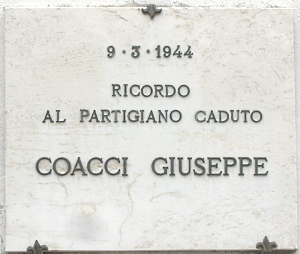 9·3·1944
RICORDO
AL PARTIGIANO CADUTO
COACCI GIUSEPPE